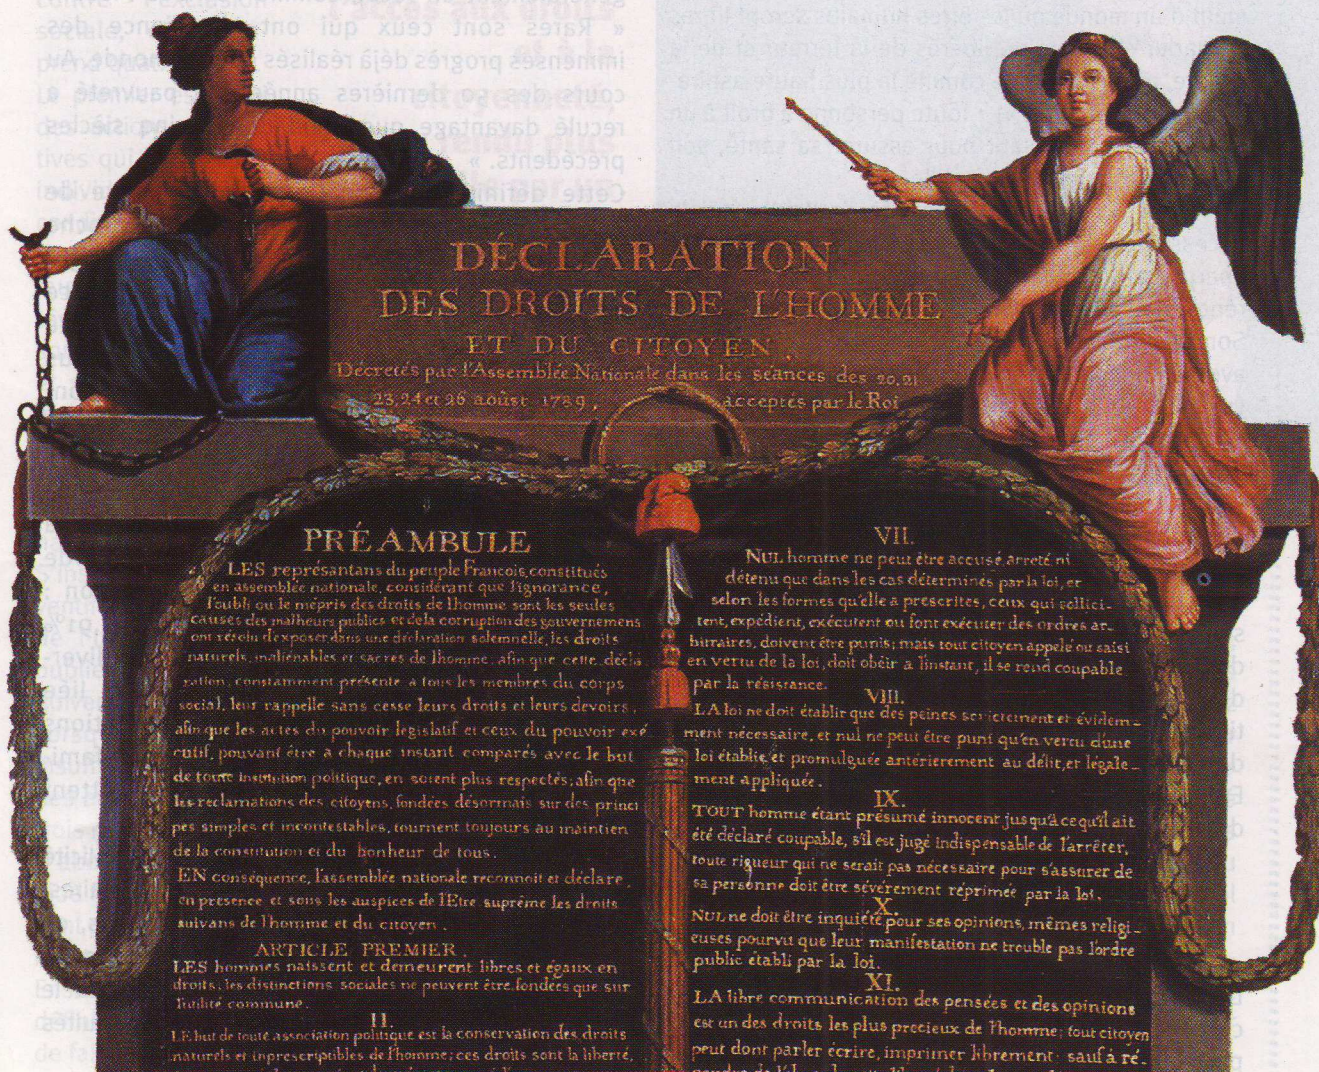 DÉCLARATION
DES DROITS DE L'HOMME
ET DU CITOYEN,
Décretés par l'Assemblée Nationale dans les séances des 20.21
23.24 et 26 aoûst 1789,
acceptés par le Roi
PRÉAMBULE
LES représentans du peuple Francois, constitués
en assemblée nationale, considérant que l'ignorance,
l'oubli ou le mépris des droits de l'homme sont les seules
causes des malheurs publics et de la corruption des gouvernemens
ont résolu d'exposer dans une déclaration solemnelle, les droits
naturels, inaliénables et sacrés de l'homme; afin que cette décla
ration, constamment présente a tous les membres du corps
social, leur rappelle sans cesse leurs droits et leurs devoirs,
afin que les actes du pouvoir legislatif et ceux du pouvoir exé
cutif, pouvant être a chaque instant comparés avec le but
de toute institution politique, en soient plus respectés; afin que
les reclamations des citoyens, fondées désormais sur des princi
pes simples et incontestables, tournent toujours au maintien
de la constitution et du bonheur de tous.
EN conséquence, l'assemblée nationale reconnoit et déclare,
en presence et sous les auspices de l'Etre suprême les droits
suivans de l'homme et du citoyen.
ARTICLE PREMIER.
LES hommes naissent et demeurent libres et égaux en
droits; les distinctions sociales ne peuvent être fondées que sur
l'utilité commune.
II.
LE but de toute association politique est la conservation des droits
naturels et inprescriptibles de l'homme; ces droits sont la liberté,
VII.
NUL homme ne peut être accusé, arreté ni
détenu que dans les cas déterminés par la loi, et
selon les formes qu'elle a prescrites, ceux qui sollici-
tent, expédient, exécutent ou font exécuter des ordres ar-
bitraires, doivent être punis; mais tout citoyen appelé ou saisi
en vertu de la loi, doit obéir a l'instant, il se rend coupable
par la résistance.
VIII.
LA loi ne doit établir que des peines strictement et évidem-
ment nécessaire, et nul ne peut être puni qu'en vertu d'une
loi établie et promulguée antérierement au délit, et légale-
ment appliquée.
IX.
TOUT homme étant présumé innocent jusqu'a ce qu'il ait
été déclaré coupable, s'il est jugé indispensable de l'arrêter,
toute rigueur qui ne serait pas nécessaire pour s'assurer de
sa personne doit être sévèrement réprimée par la loi.
X.
NUL ne doit être inquiété pour ses opinions, mêmes religi-
euses pourvu que leur manifestation ne trouble pas l'ordre
public établi par la loi.
XI.
LA libre communication des pensées et des opinions
est un des droits les plus precieux de l'homme; tout citoyen
peut dont parler écrire, imprimer librement; sauf a ré-